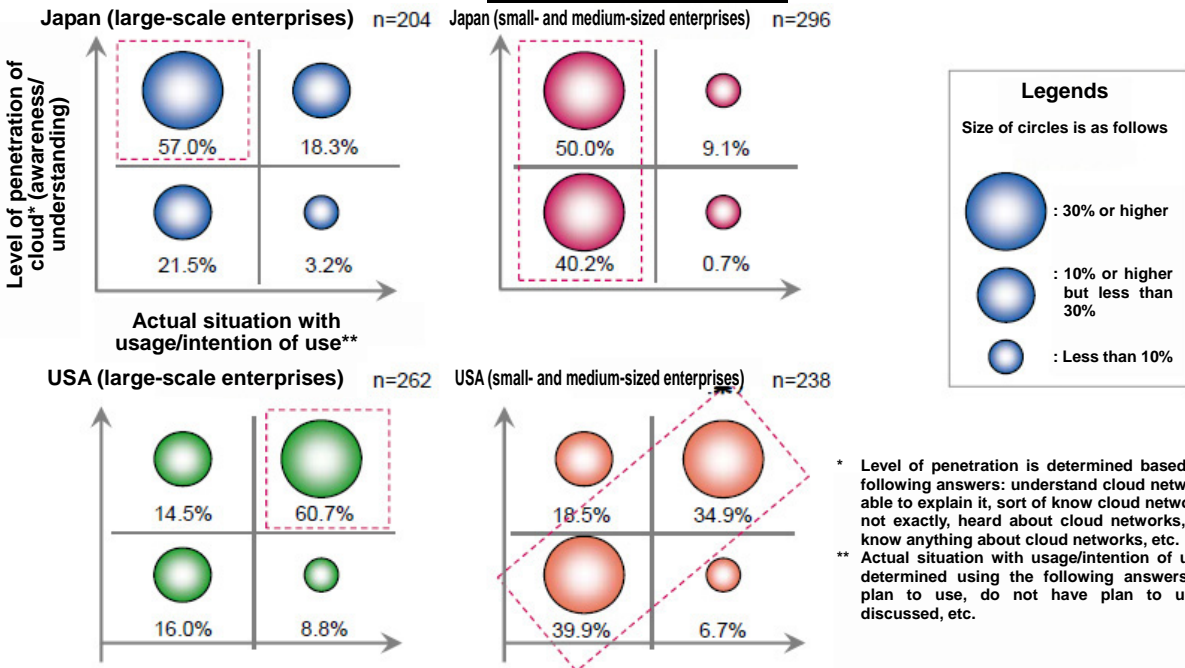 Japan (large-scale enterprises) n=204
Japan (small- and medium-sized enterprises) n=296
Level of penetration of
cloud* (awareness/
understanding)
57.0% 18.3%
21.5% 3.2%
50.0% 9.1%
40.2% 0.7%
Actual situation with
usage/intention of use**
Legends
Size of circles is as follows
: 30% or higher
: 10% or higher
but less than
30%
: Less than 10%
USA (large-scale enterprises) n=262
USA (small- and medium-sized enterprises) n=238
14.5% 60.7%
16.0% 8.8%
18.5% 34.9%
39.9% 6.7%
* Level of penetration is determined based
following answers: understand cloud netw
able to explain it, sort of know cloud netwo
not exactly, heard about cloud networks,
know anything about cloud networks, etc.
** Actual situation with usage/intention of u
determined using the following answers
plan to use, do not have plan to u
discussed, etc.